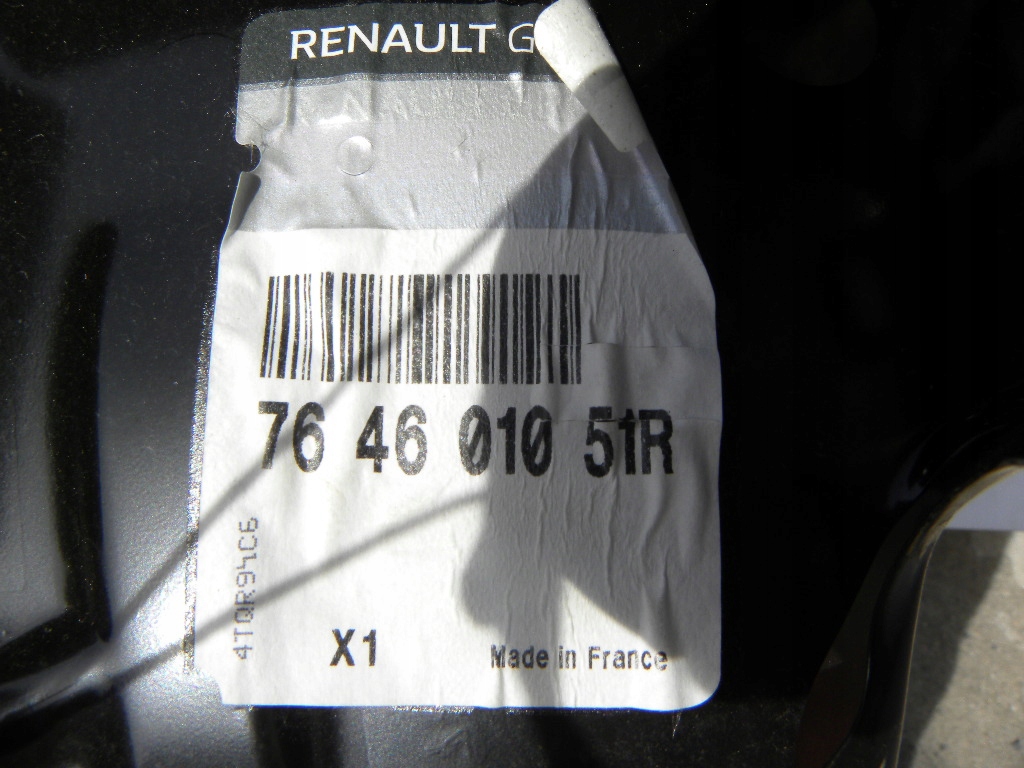 RENAULT G
76 46 010 51R
4TQR94C6
X1
Made in France